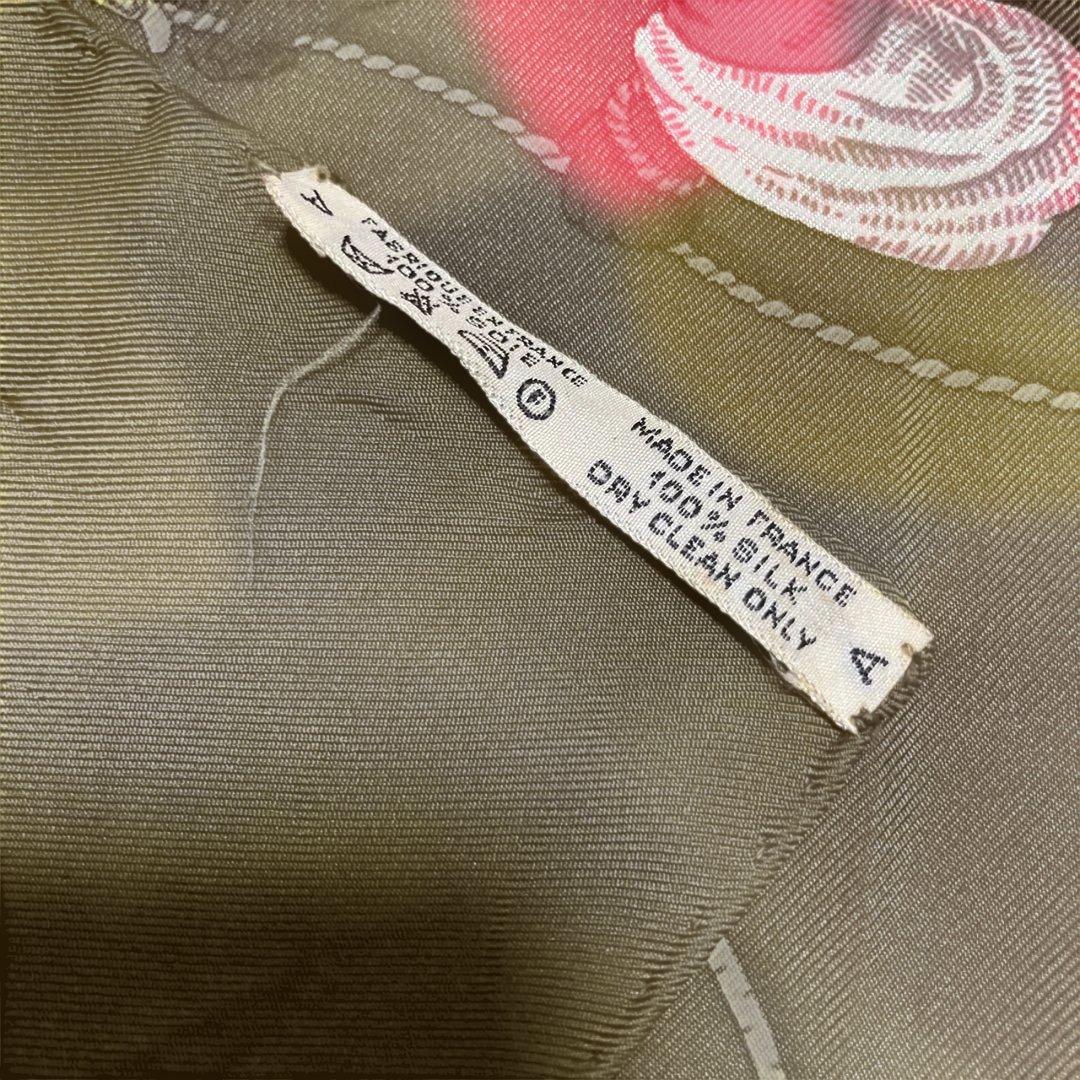 A
FABRIQUE EN FRANCE
100% SOIE
P
MADE IN FRANCE
100% SILK
DRY CLEAN ONLY
A